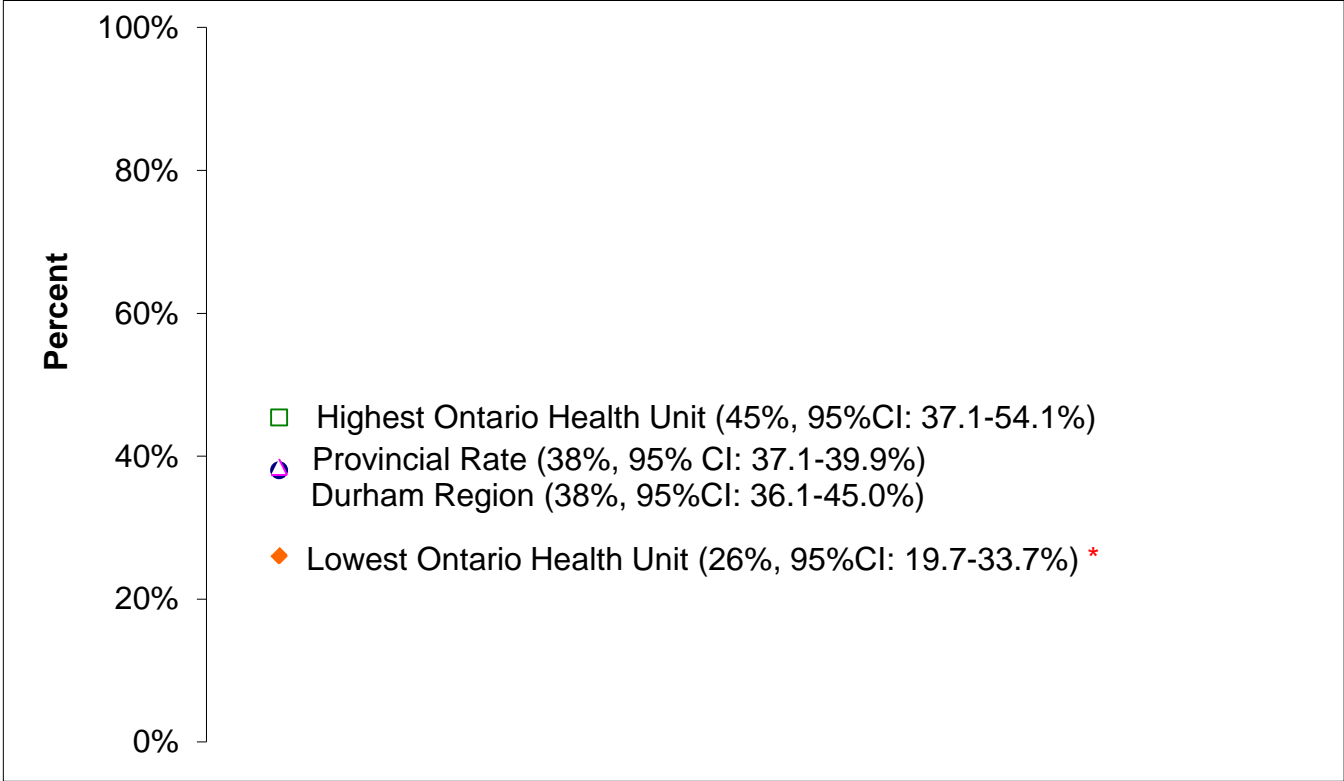 100%
80%
60%
40%
20%
0%
Percent
Highest Ontario Health Unit (45%, 95%CI: 37.1-54.1%)
Provincial Rate (38%, 95% CI: 37.1-39.9%)
Durham Region (38%, 95%CI: 36.1-45.0%)
Lowest Ontario Health Unit (26%, 95%CI: 19.7-33.7%) *